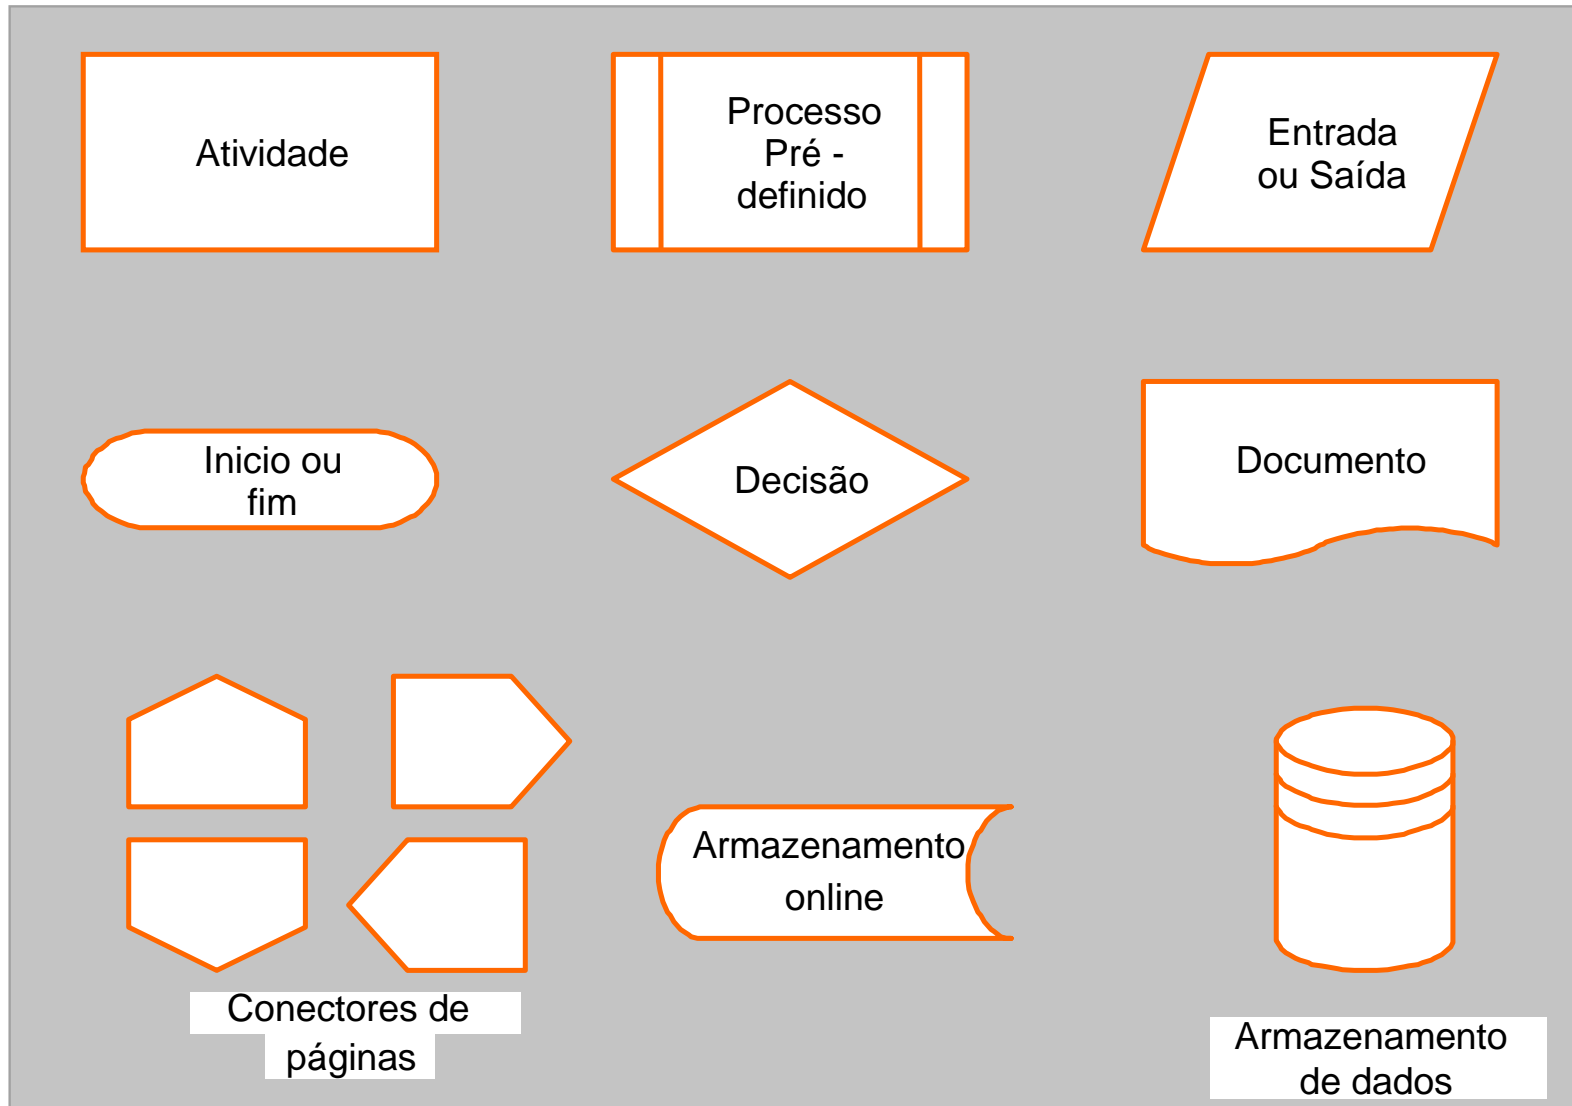 Atividade
Processo
Pré -
definido
Entrada
ou Saída
Inicio ou
fim
Decisão
Documento
Conectores de
páginas
Armazenamento
online
Armazenamento
de dados